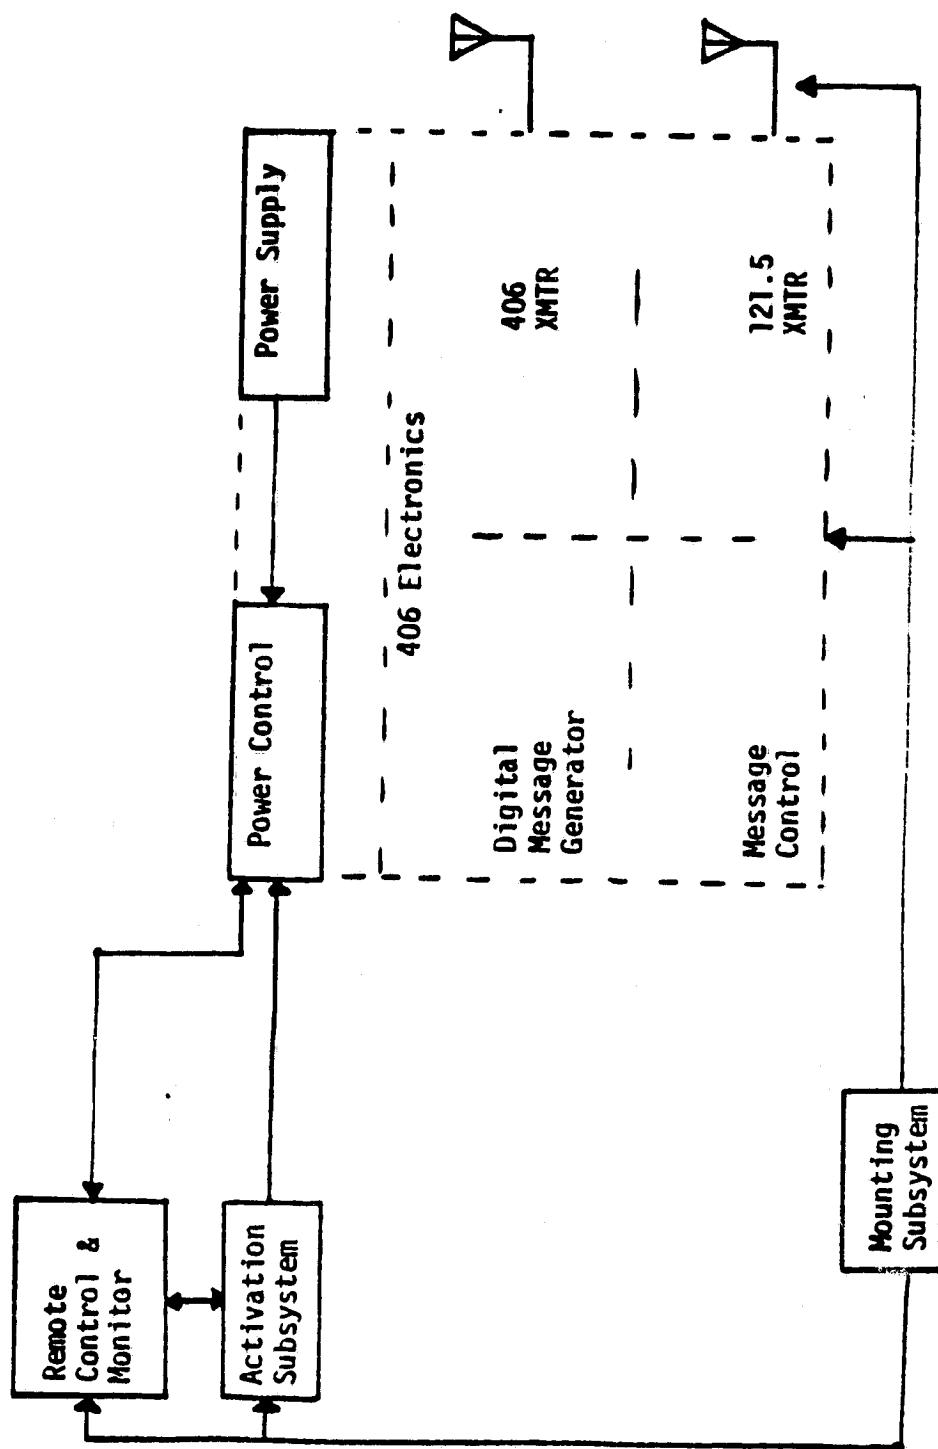 Remote
Control &
Monitor
Activation
Subsystem
Power Control
Power Supply
406 Electronics
Digital
Message
Generator
406
XMTR
Message
Control
121.5
XMTR
Mounting
Subsystem